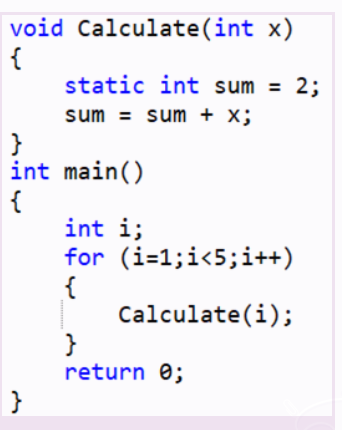 void Calculate(int x)
{
    static int sum = 2;
    sum = sum + x;
}
int main()
{
    int i;
    for (i=1;i<5;i++)
    {
        Calculate(i);
    }
    return 0;
}